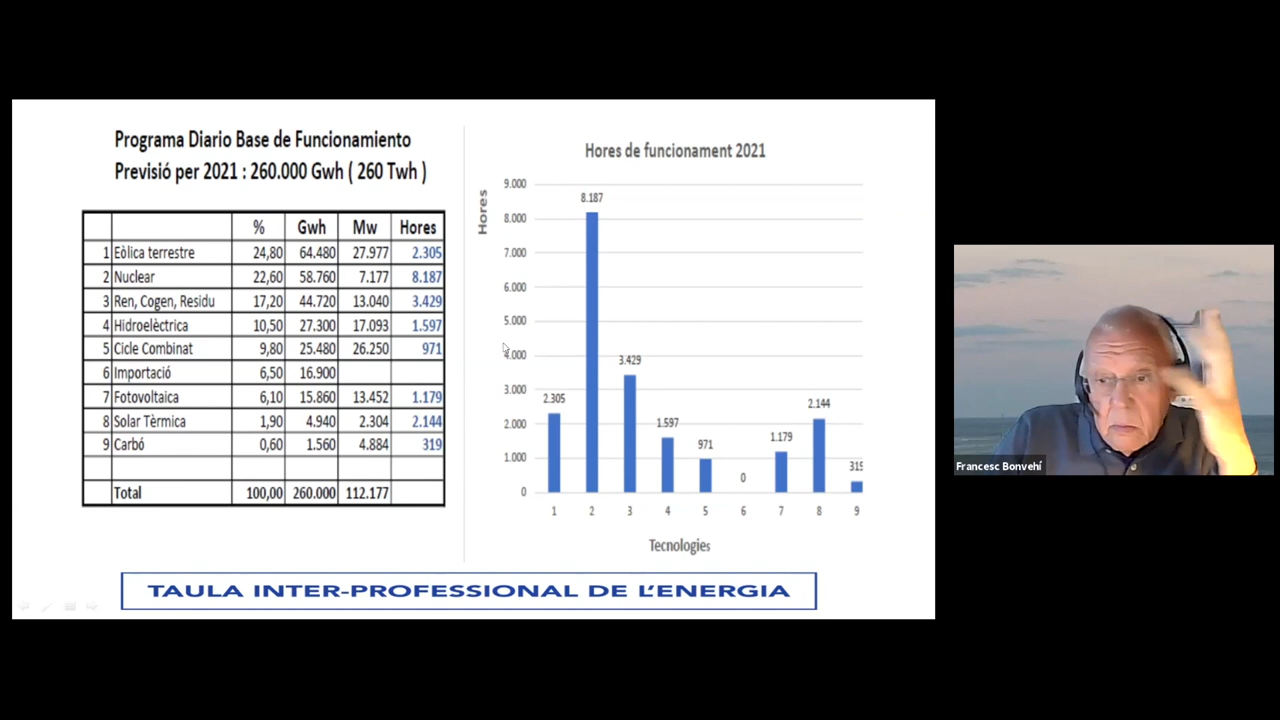 Programa Diario Base de Funcionamiento
Previsió per 2021 : 260.000 Gwh ( 260 Twh )
% Gwh Mw Hores
1 Eòlica terrestre 24,80 64.480 27.977 2.305
2 Nuclear 22,60 58.760 7.177 8.187
3 Ren, Cogen, Residu 17,20 44.720 13.040 3.429
4 Hidroelèctrica 10,50 27.300 17.093 1.597
5 Cicle Combinat 9,80 25.480 26.250 971
6 Importació 6,50 16.900
7 Fotovoltaica 6,10 15.860 13.452 1.179
8 Solar Tèrmica 1,90 4.940 2.304 2.144
9 Carbó 0,60 1.560 4.884 319
Total 100,00 260.000 112.177
Hores de funcionament 2021
Hores
9.000
8.000
7.000
6.000
5.000
4.000
3.000
2.000
1.000
0
2.305
8.187
3.429
1.597
971
0
1.179
2.144
319
1 2 3 4 5 6 7 8 9
Tecnologies
TAULA INTER-PROFESSIONAL DE L'ENERGIA
Francesc Bonvehí